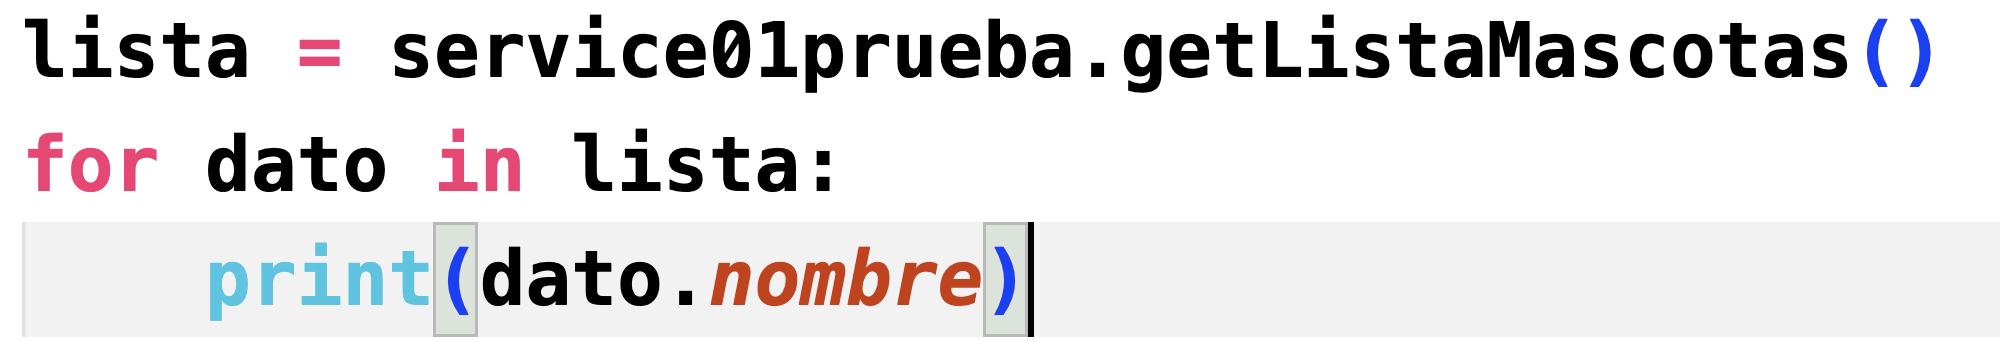 lista = service01prueba.getListaMascotas()
for dato in lista:
    print(dato.nombre)